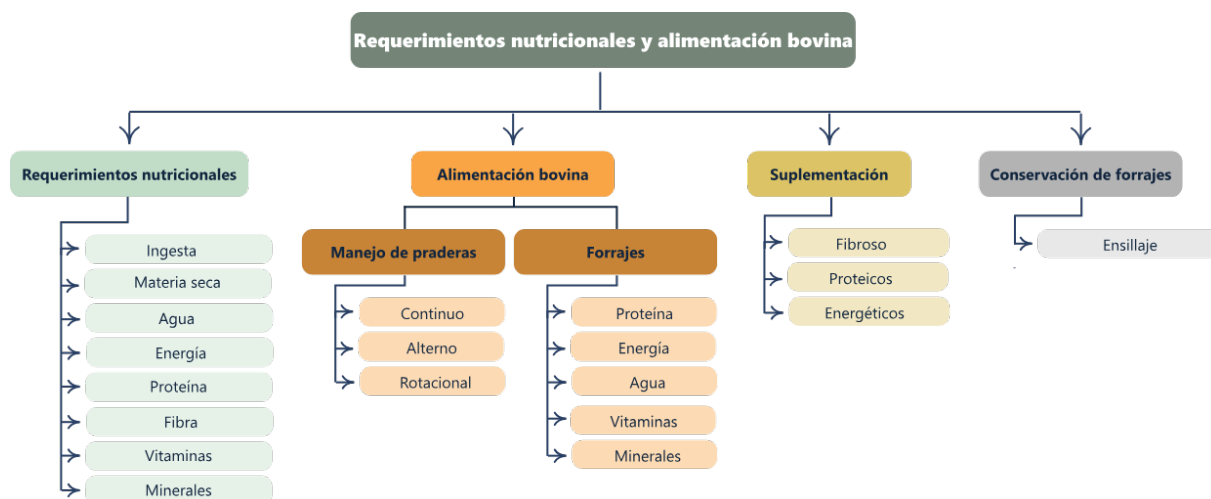 Requerimientos nutricionales y alimentación bovina
Requerimientos nutricionales
Ingesta
Materia seca
Agua
Energía
Proteína
Fibra
Vitaminas
Minerales
Alimentación bovina
Manejo de praderas
Continuo
Alterno
Rotacional
Forrajes
Proteína
Energía
Agua
Vitaminas
Minerales
Suplementación
Fibroso
Proteicos
Energéticos
Conservación de forrajes
Ensillaje